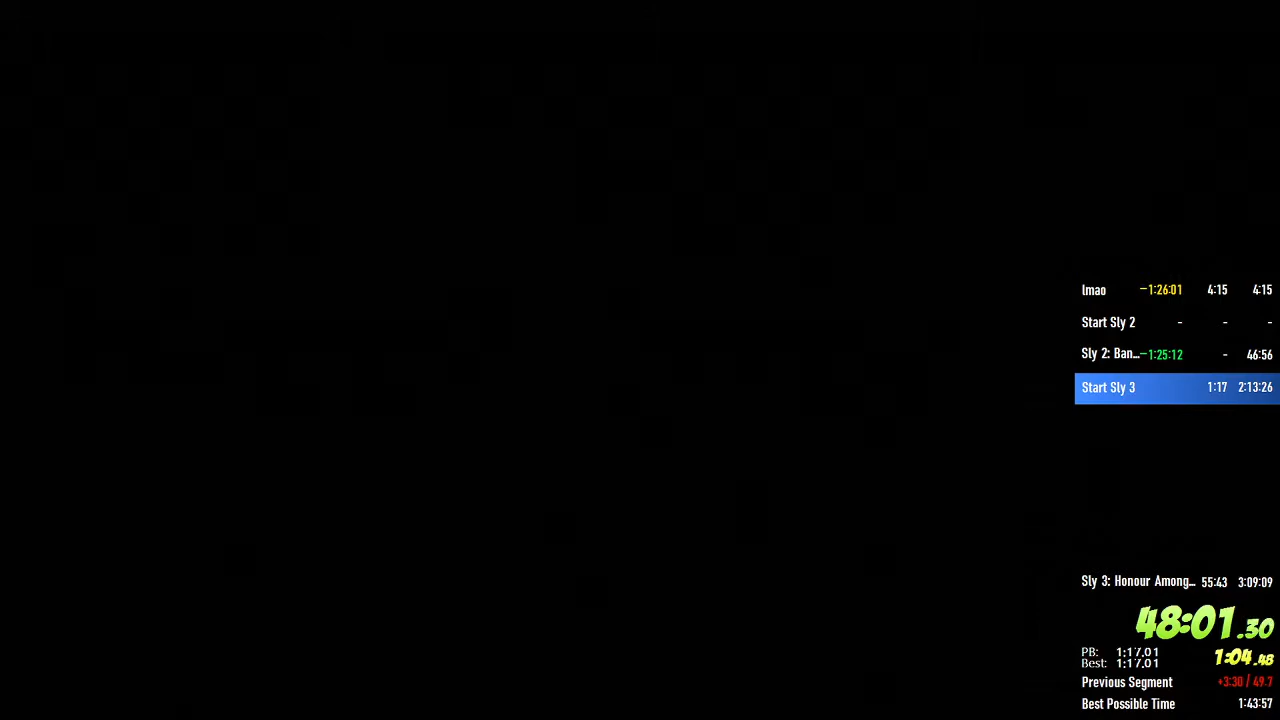 lmao −1:26:01 4:15 4:15
Start Sly 2 - - -
Sly 2: Ban... −1:25:12 - 46:56
Start Sly 3 1:17 2:13:26
Sly 3: Honour Among... 55:43 3:09:09
48:01.30
PB: 1:17.01 1:04.48
Best: 1:17.01
Previous Segment +3:30 / 49.7
Best Possible Time 1:43:57